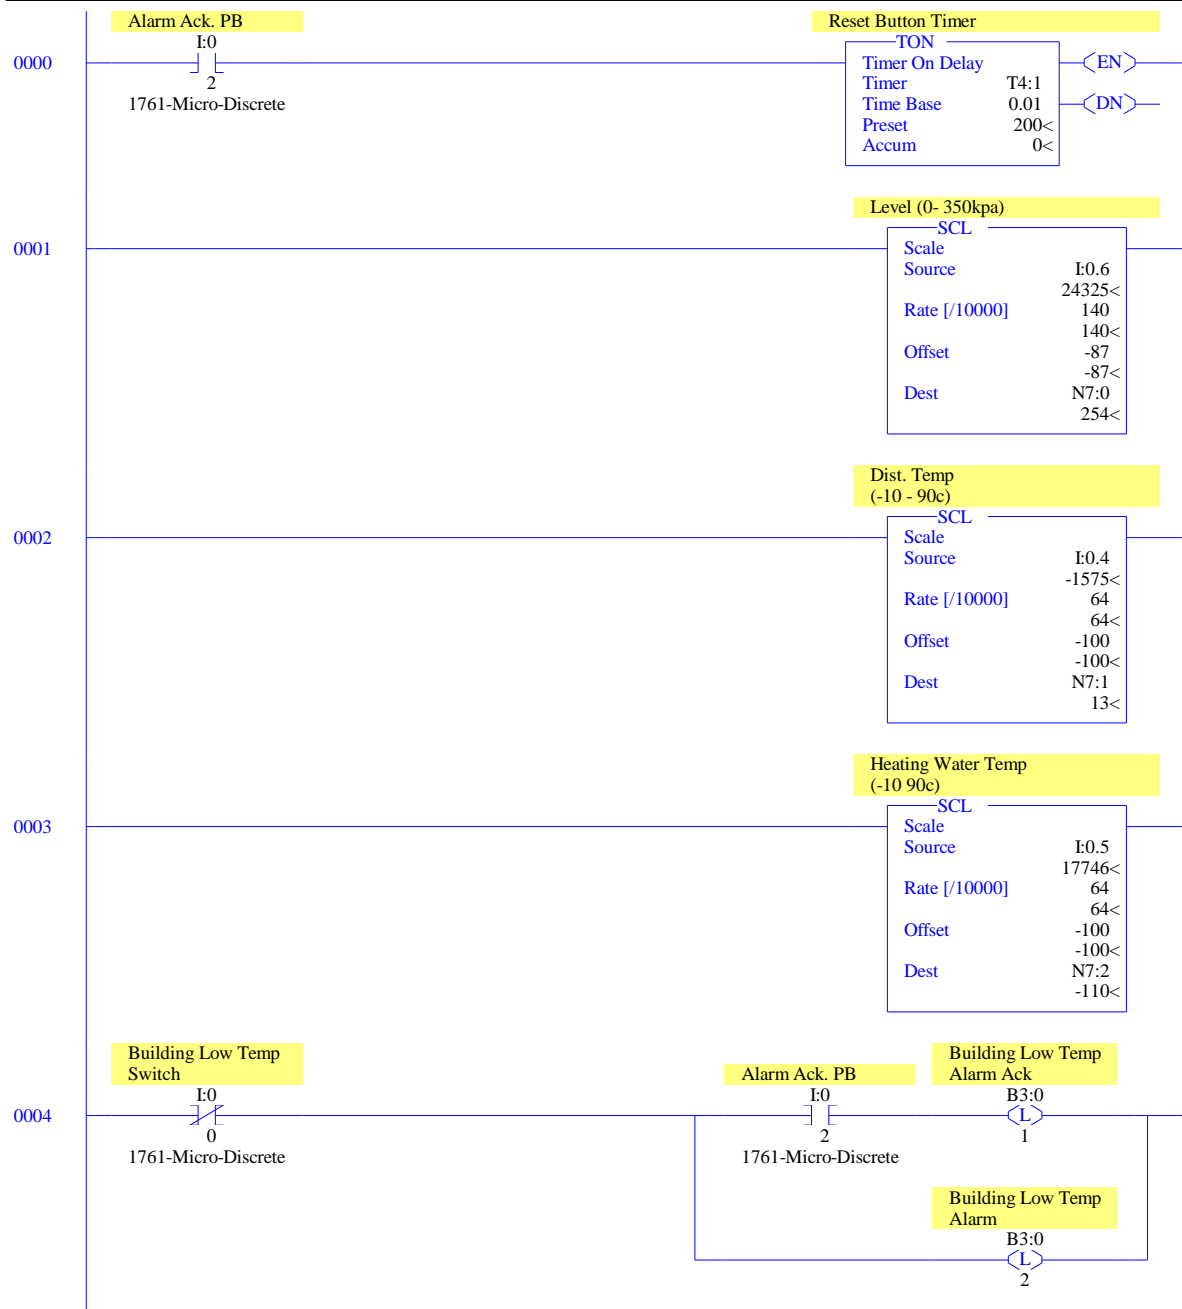 Alarm Ack. PB
I:0
0000
2
1761-Micro-Discrete
Reset Button Timer
TON
Timer On Delay
Timer T4:1
Time Base 0.01
Preset 200<
Accum 0<
EN
DN
Level (0- 350kpa)
0001
SCL
Scale
Source I:0.6
24325<
Rate [/10000] 140
140<
Offset -87
-87<
Dest N7:0
254<
Dist. Temp
(-10 - 90c)
0002
SCL
Scale
Source I:0.4
-1575<
Rate [/10000] 64
64<
Offset -100
-100<
Dest N7:1
13<
Heating Water Temp
(-10 90c)
0003
SCL
Scale
Source I:0.5
17746<
Rate [/10000] 64
64<
Offset -100
-100<
Dest N7:2
-110<
Building Low Temp
Switch
I:0
0004
0
1761-Micro-Discrete
Alarm Ack. PB
I:0
2
1761-Micro-Discrete
Building Low Temp
Alarm Ack
B3:0
L
1
Building Low Temp
Alarm
B3:0
L
2